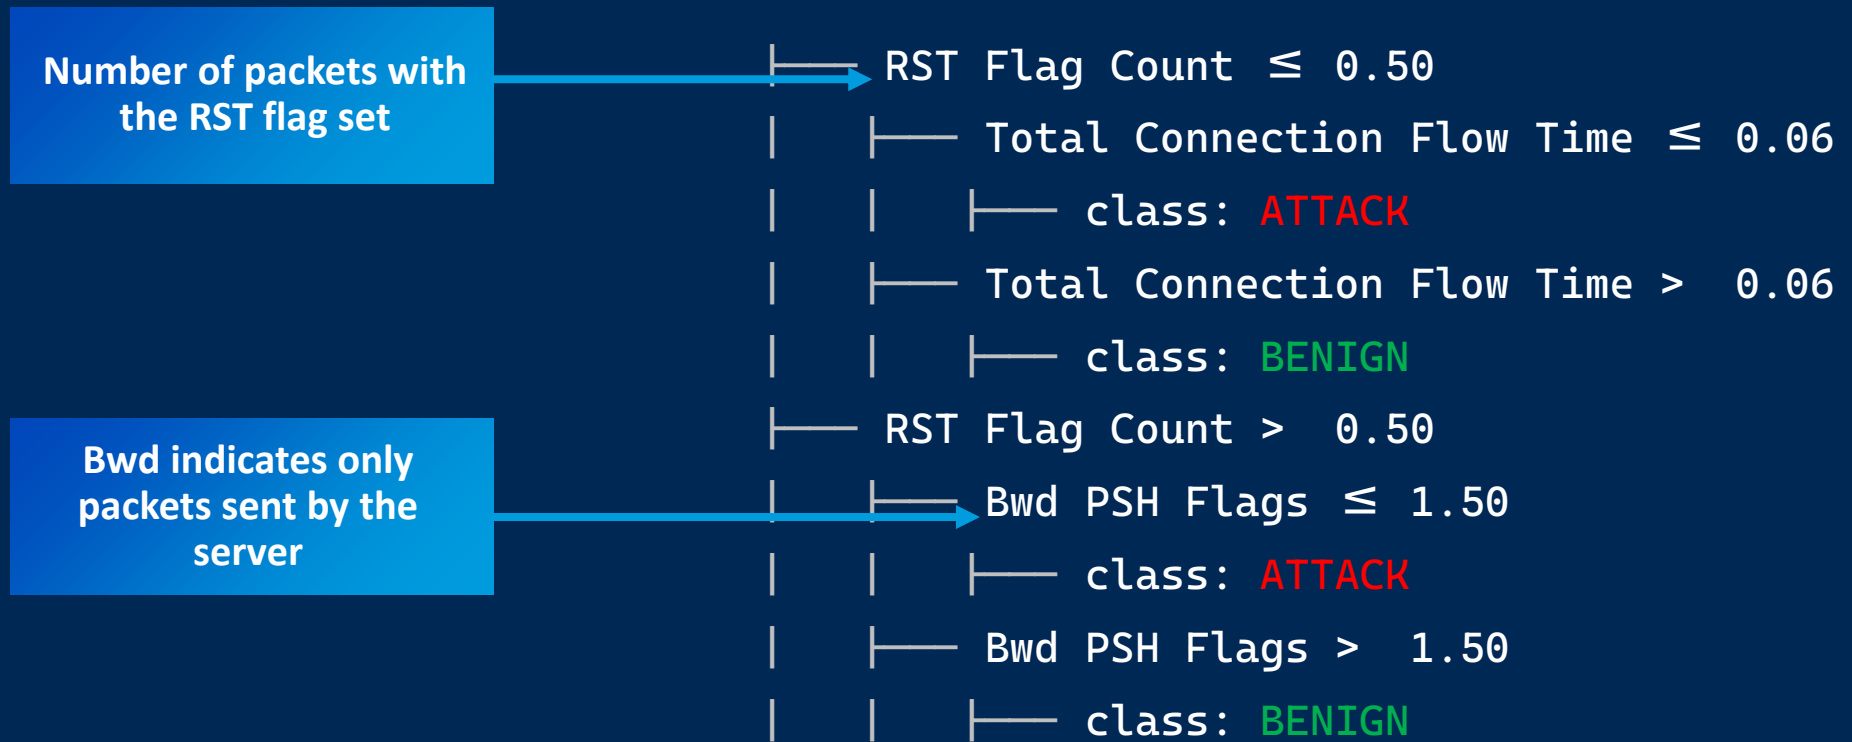 Number of packets with
the RST flag set
├── RST Flag Count ≤ 0.50
│   ├── Total Connection Flow Time ≤ 0.06
│   │   ├── class: ATTACK
│   ├── Total Connection Flow Time >  0.06
│   │   ├── class: BENIGN
├── RST Flag Count >  0.50
Bwd indicates only
packets sent by the
server
│   ├── Bwd PSH Flags ≤ 1.50
│   │   ├── class: ATTACK
│   ├── Bwd PSH Flags >  1.50
│   │   ├── class: BENIGN